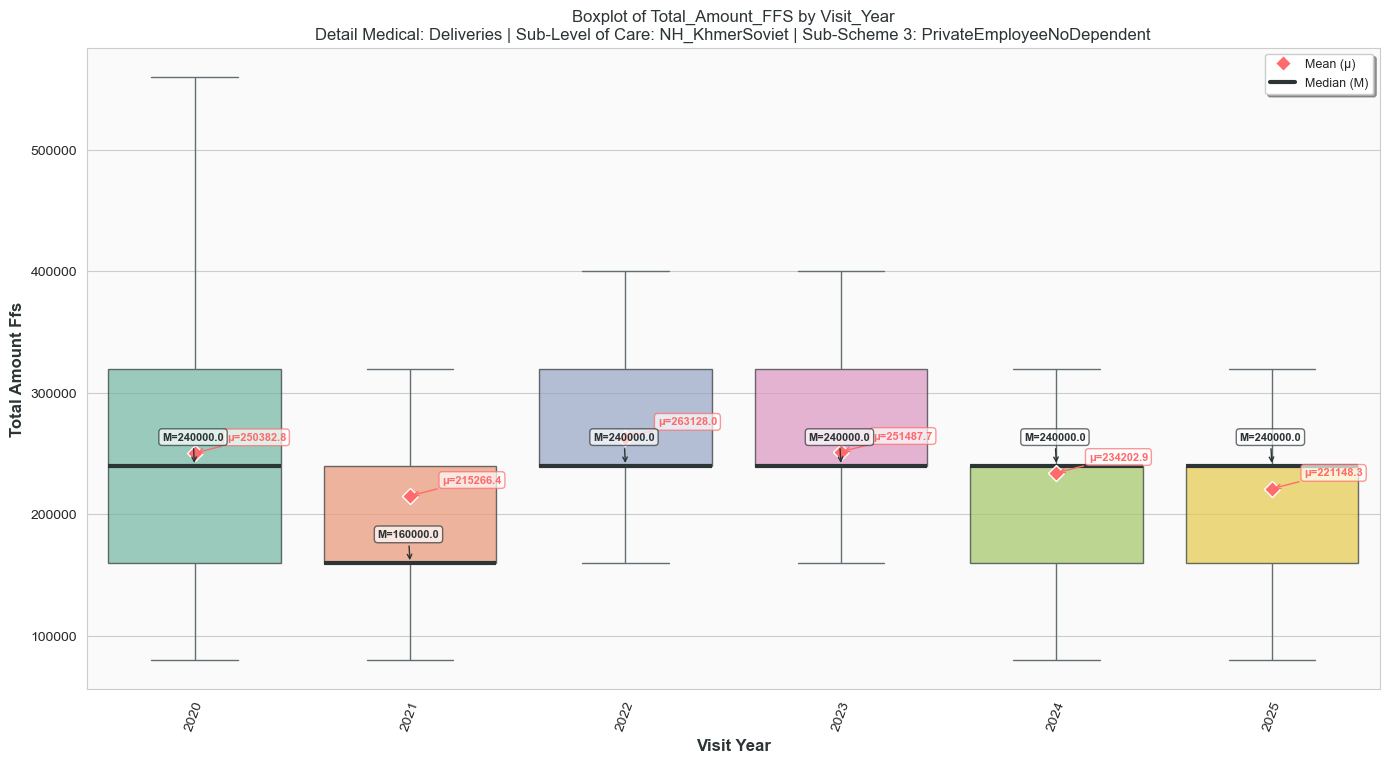 Boxplot of Total_Amount_FFS by Visit_Year
Detail Medical: Deliveries | Sub-Level of Care: NH_KhmerSoviet | Sub-Scheme 3: PrivateEmployeeNoDependent
Mean (μ)
Median (M)
Total Amount Ffs
500000
400000
300000
200000
100000
M=240000.0
μ=250382.8
M=160000.0
μ=215266.4
M=240000.0
μ=263128.0
M=240000.0
μ=251487.7
M=240000.0
μ=234202.9
M=240000.0
μ=221148.3
2020
2021
2022
2023
2024
2025
Visit Year